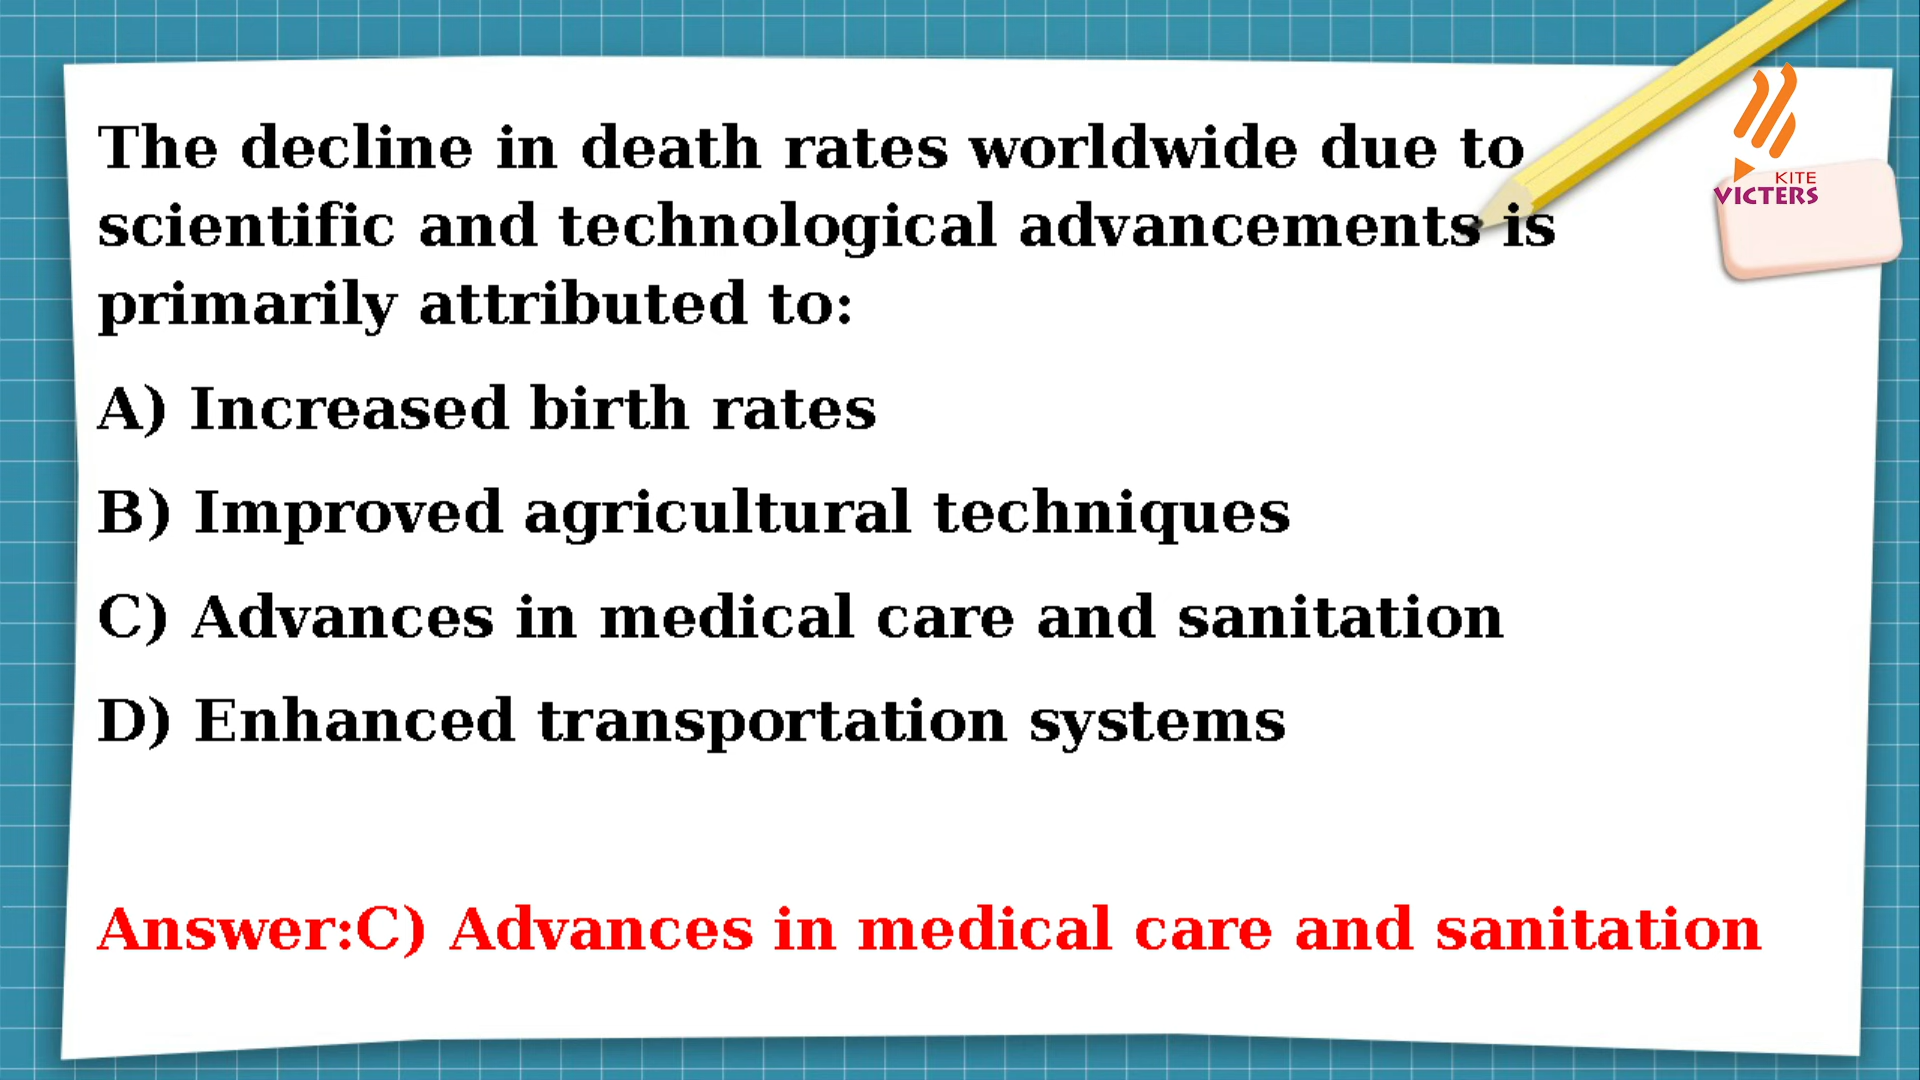 The decline in death rates worldwide due to
scientific and technological advancements is
primarily attributed to:
A) Increased birth rates
B) Improved agricultural techniques
C) Advances in medical care and sanitation
D) Enhanced transportation systems
Answer:C) Advances in medical care and sanitation
KITE
VICTERS